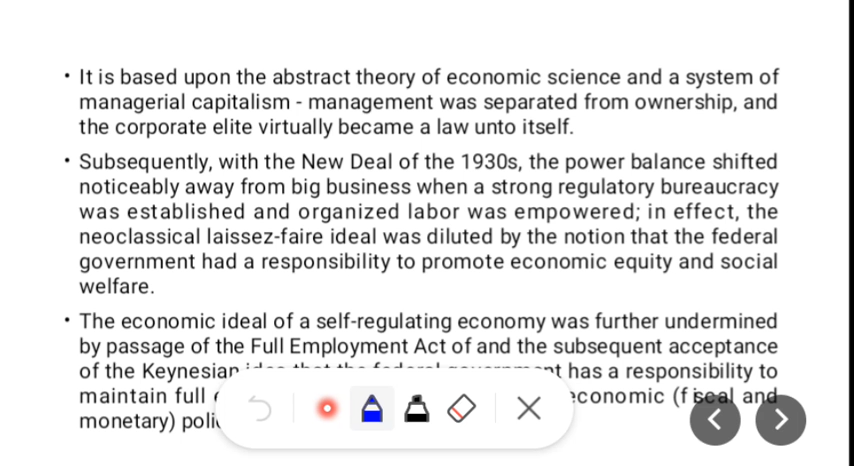 • It is based upon the abstract theory of economic science and a system of
managerial capitalism - management was separated from ownership, and
the corporate elite virtually became a law unto itself.
• Subsequently, with the New Deal of the 1930s, the power balance shifted
noticeably away from big business when a strong regulatory bureaucracy
was established and organized labor was empowered; in effect, the
neoclassical laissez-faire ideal was diluted by the notion that the federal
government had a responsibility to promote economic equity and social
welfare.
• The economic ideal of a self-regulating economy was further undermined
by passage of the Full Employment Act of and the subsequent acceptance
of the Keynesian idea that the federal government has a responsibility to
maintain full economic (fiscal and
monetary)